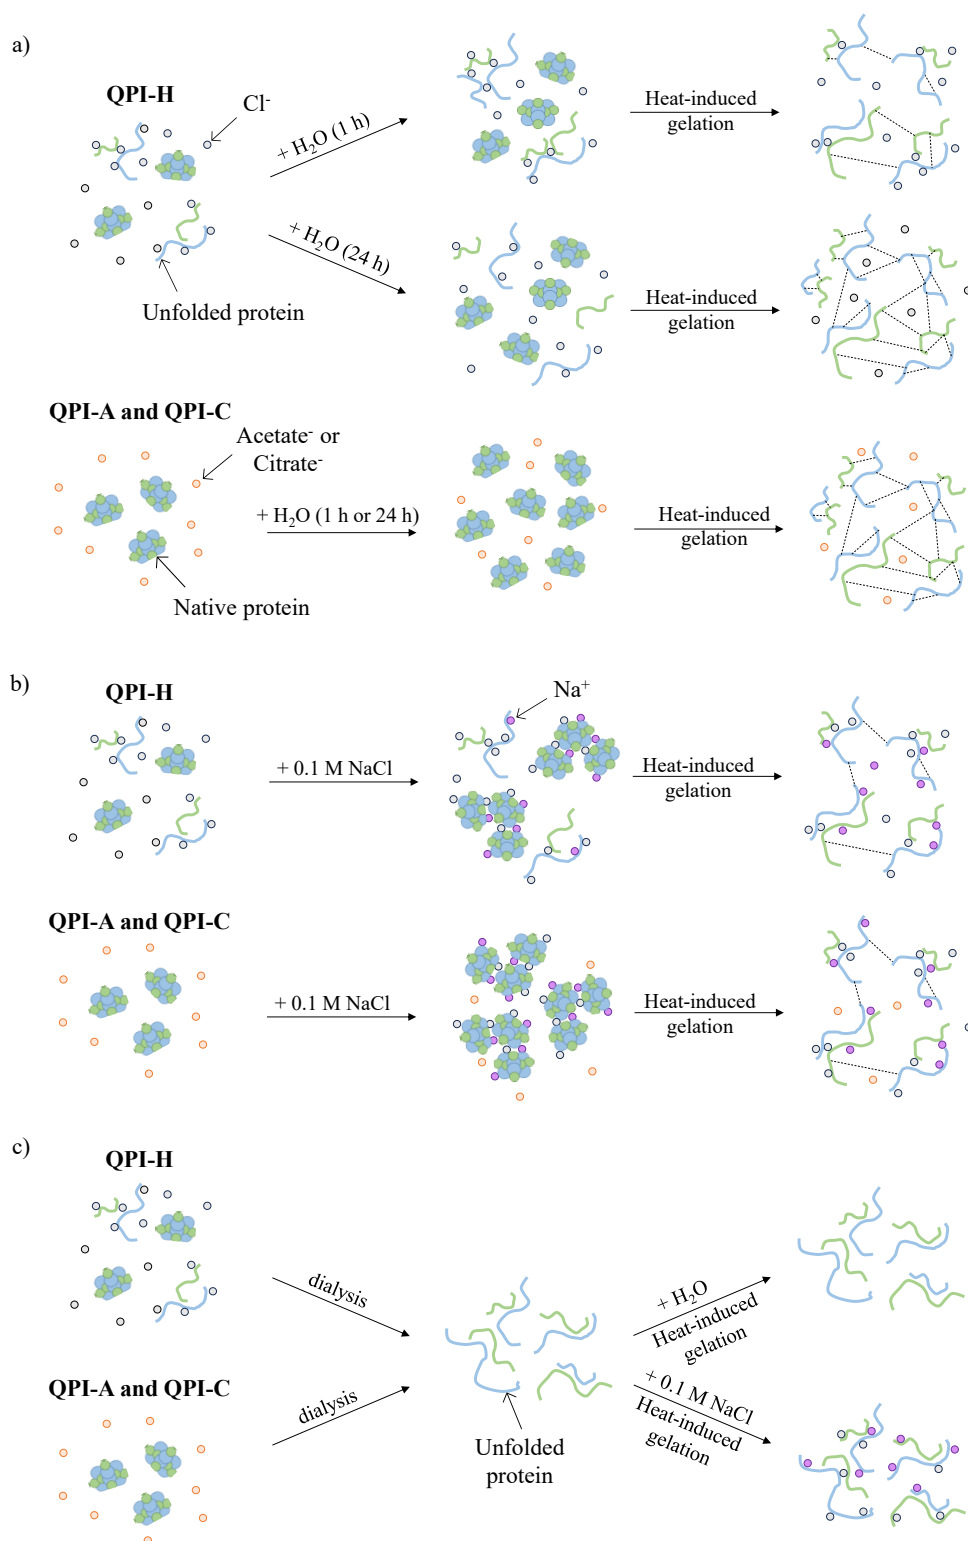 a)
QPI-H
Cl⁻
+ H₂O (1 h)
Heat-induced
gelation
+ H₂O (24 h)
Heat-induced
gelation
Unfolded protein
QPI-A and QPI-C
Acetate⁻ or
Citrate⁻
+ H₂O (1 h or 24 h)
Heat-induced
gelation
Native protein
b)
QPI-H
Na⁺
+ 0.1 M NaCl
Heat-induced
gelation
QPI-A and QPI-C
+ 0.1 M NaCl
Heat-induced
gelation
c)
QPI-H
dialysis
+ H₂O
Heat-induced
gelation
QPI-A and QPI-C
dialysis
+ 0.1 M NaCl
Heat-induced
gelation
Unfolded
protein